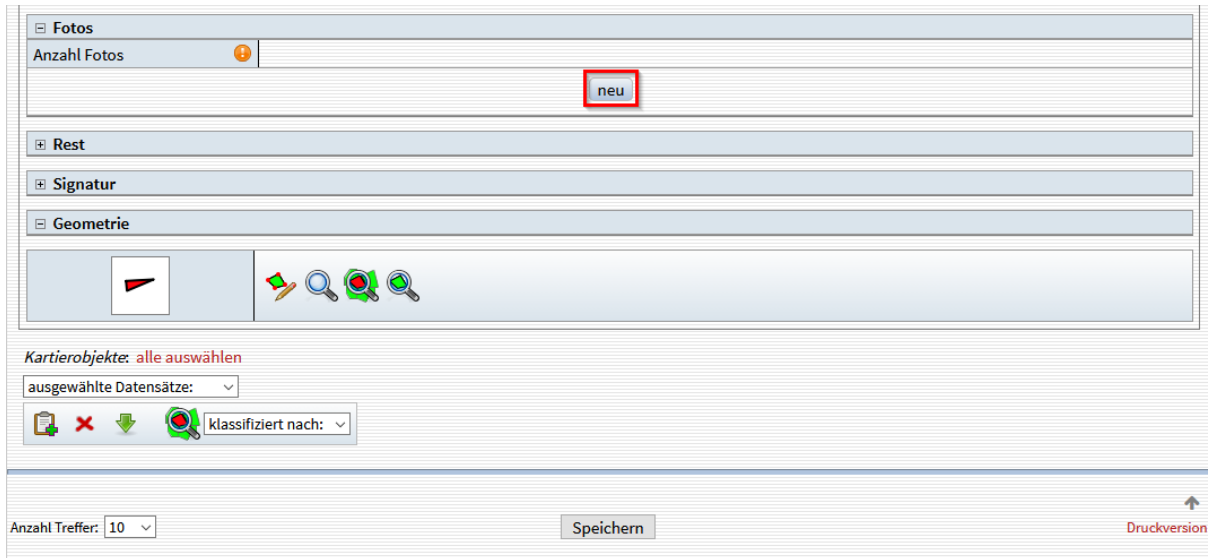 Fotos
Anzahl Fotos
neu
Rest
Signatur
Geometrie
Kartierobjekte: alle auswählen
ausgewählte Datensätze:
klassifiziert nach:
Anzahl Treffer: 10 Speichern Druckversion